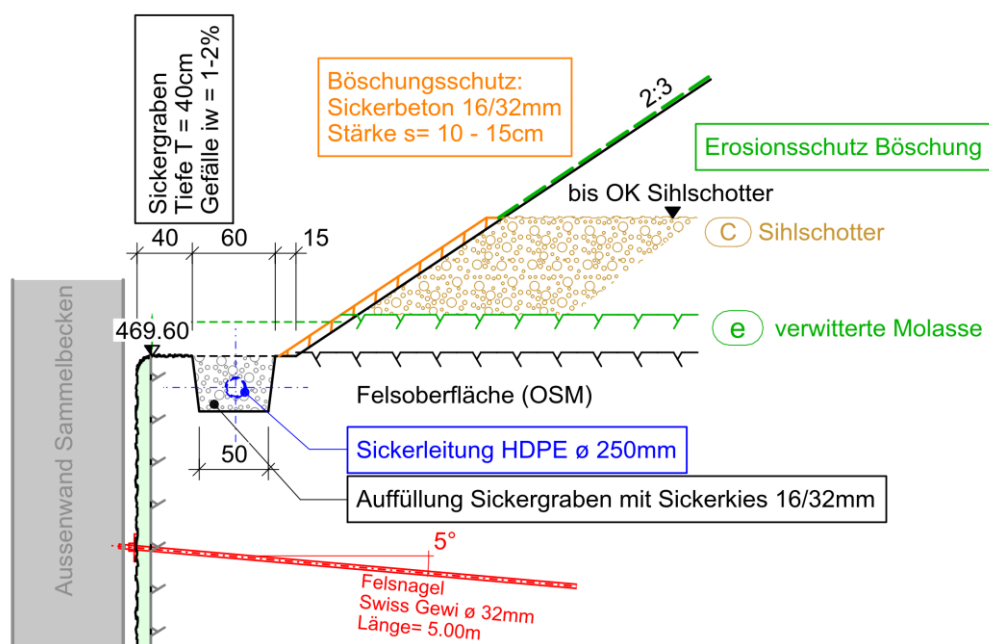 Sickergraben
Tiefe T = 40cm
Gefälle iw = 1-2%
Böschungsschutz:
Sickerbeton 16/32mm
Stärke s= 10 - 15cm
2:3
Erosionsschutz Böschung
bis OK Sihlschotter
C Sihlschotter
40 60 15
469.60
e verwitterte Molasse
Felsoberfläche (OSM)
Sickerleitung HDPE ø 250mm
50
Auffüllung Sickergraben mit Sickerkies 16/32mm
Aussenwand Sammelbecken
5°
Felsnagel
Swiss Gewi ø 32mm
Länge= 5.00m